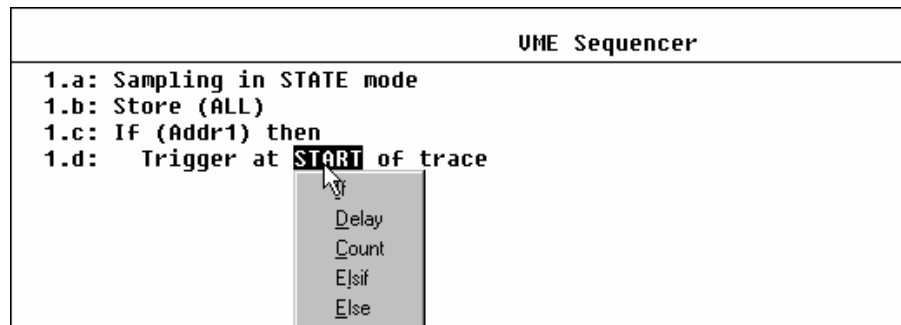 VME Sequencer
1.a: Sampling in STATE mode
1.b: Store (ALL)
1.c: If (Addr1) then
1.d: Trigger at START of trace
If
Delay
Count
Elsif
Else